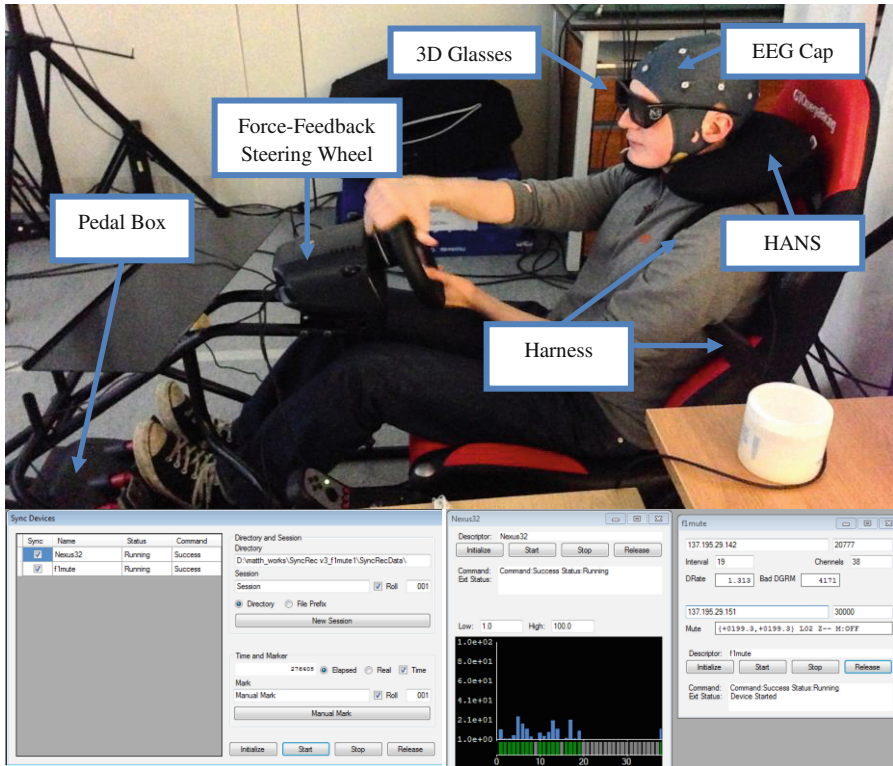 3D Glasses
EEG Cap
Force-Feedback
Steering Wheel
Pedal Box
HANS
Harness
Sync Devices
Sync Name Status Command
Nexus32 Running Success
f1mute Running Success
Directory and Session
Directory
D:\matth_works\SyncRec v3_f1mute1\SyncRecData\
Session
Session Roll 001
Directory File Prefix
New Session
Time and Marker
276408 Elapsed Real Time
Mark
Manual Mark Roll 001
Manual Mark
Initialize Start Stop Release
Nexus32
Descriptor: Nexus32
Initialize Start Stop Release
Command: Command:Success Status:Running
Ext Status:
Low: 1.0 High: 100.0
1.0e+02
8.0e+01
6.1e+01
4.1e+01
2.1e+01
1.0e+00
0 10 20 30
f1mute
137.195.29.142 20777
Interval 19 Channels 38
DRate 1.313 Bad DGRM 4171
137.195.29.151 30000
Mute {+0199.3,+0199.3} L02 Z-- M:OFF
Descriptor: f1mute
Initialize Start Stop Release
Command: Command:Success Status:Running
Ext Status: Device Started